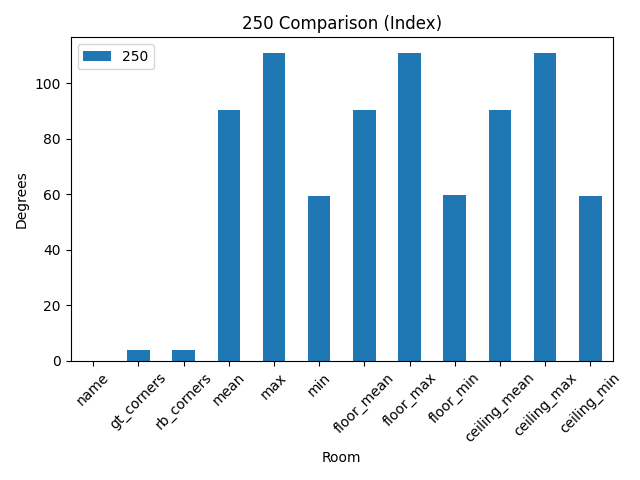 250 Comparison (Index)
250
Degrees
100
80
60
40
20
0
name
gt_corners
rb_corners
mean
max
min
floor_mean
floor_max
floor_min
ceiling_mean
ceiling_max
ceiling_min
Room